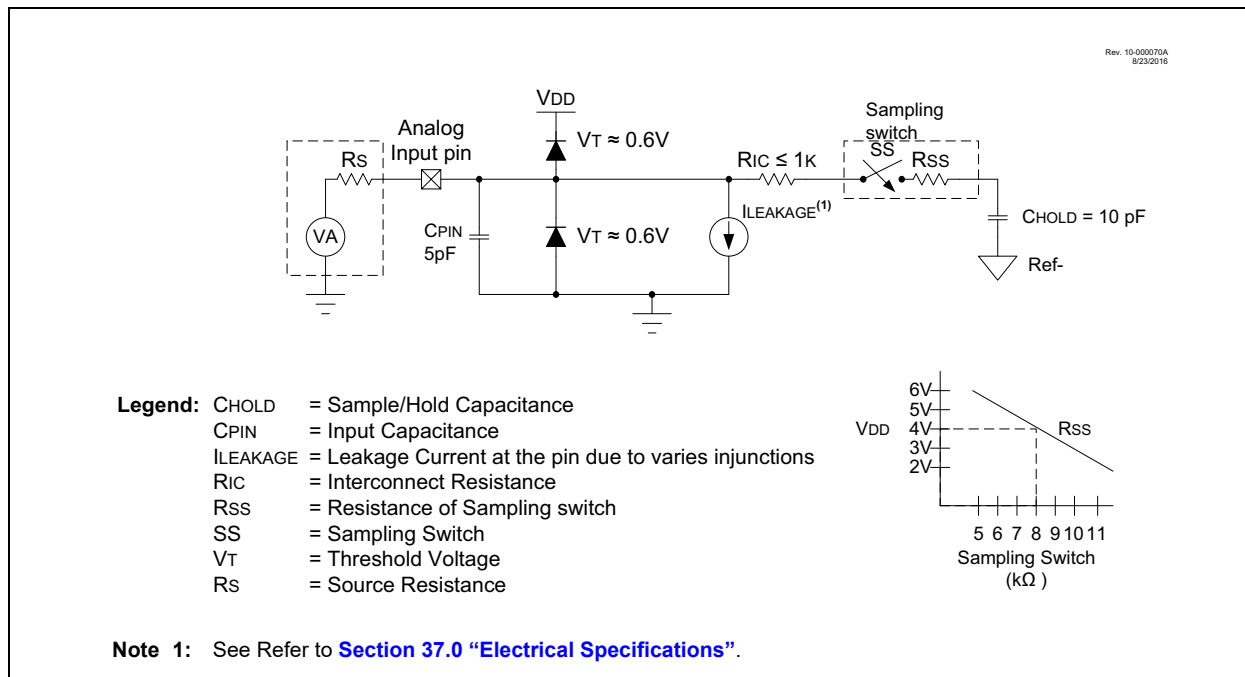 Rev. 10-000070A
8/23/2016
VDD
Sampling
switch
Analog
Input pin
VT ≈ 0.6V
RS
RIC ≤ 1K
SS
RSS
ILEAKAGE(1)
CHOLD = 10 pF
VA
CPIN
5pF
VT ≈ 0.6V
Ref-
Legend: CHOLD = Sample/Hold Capacitance
CPIN = Input Capacitance
ILEAKAGE = Leakage Current at the pin due to varies injunctions
RIC = Interconnect Resistance
RSS = Resistance of Sampling switch
SS = Sampling Switch
VT = Threshold Voltage
RS = Source Resistance
6V
5V
VDD 4V RSS
3V
2V
5 6 7 8 9 10 11
Sampling Switch
(kΩ )
Note 1: See Refer to Section 37.0 “Electrical Specifications”.